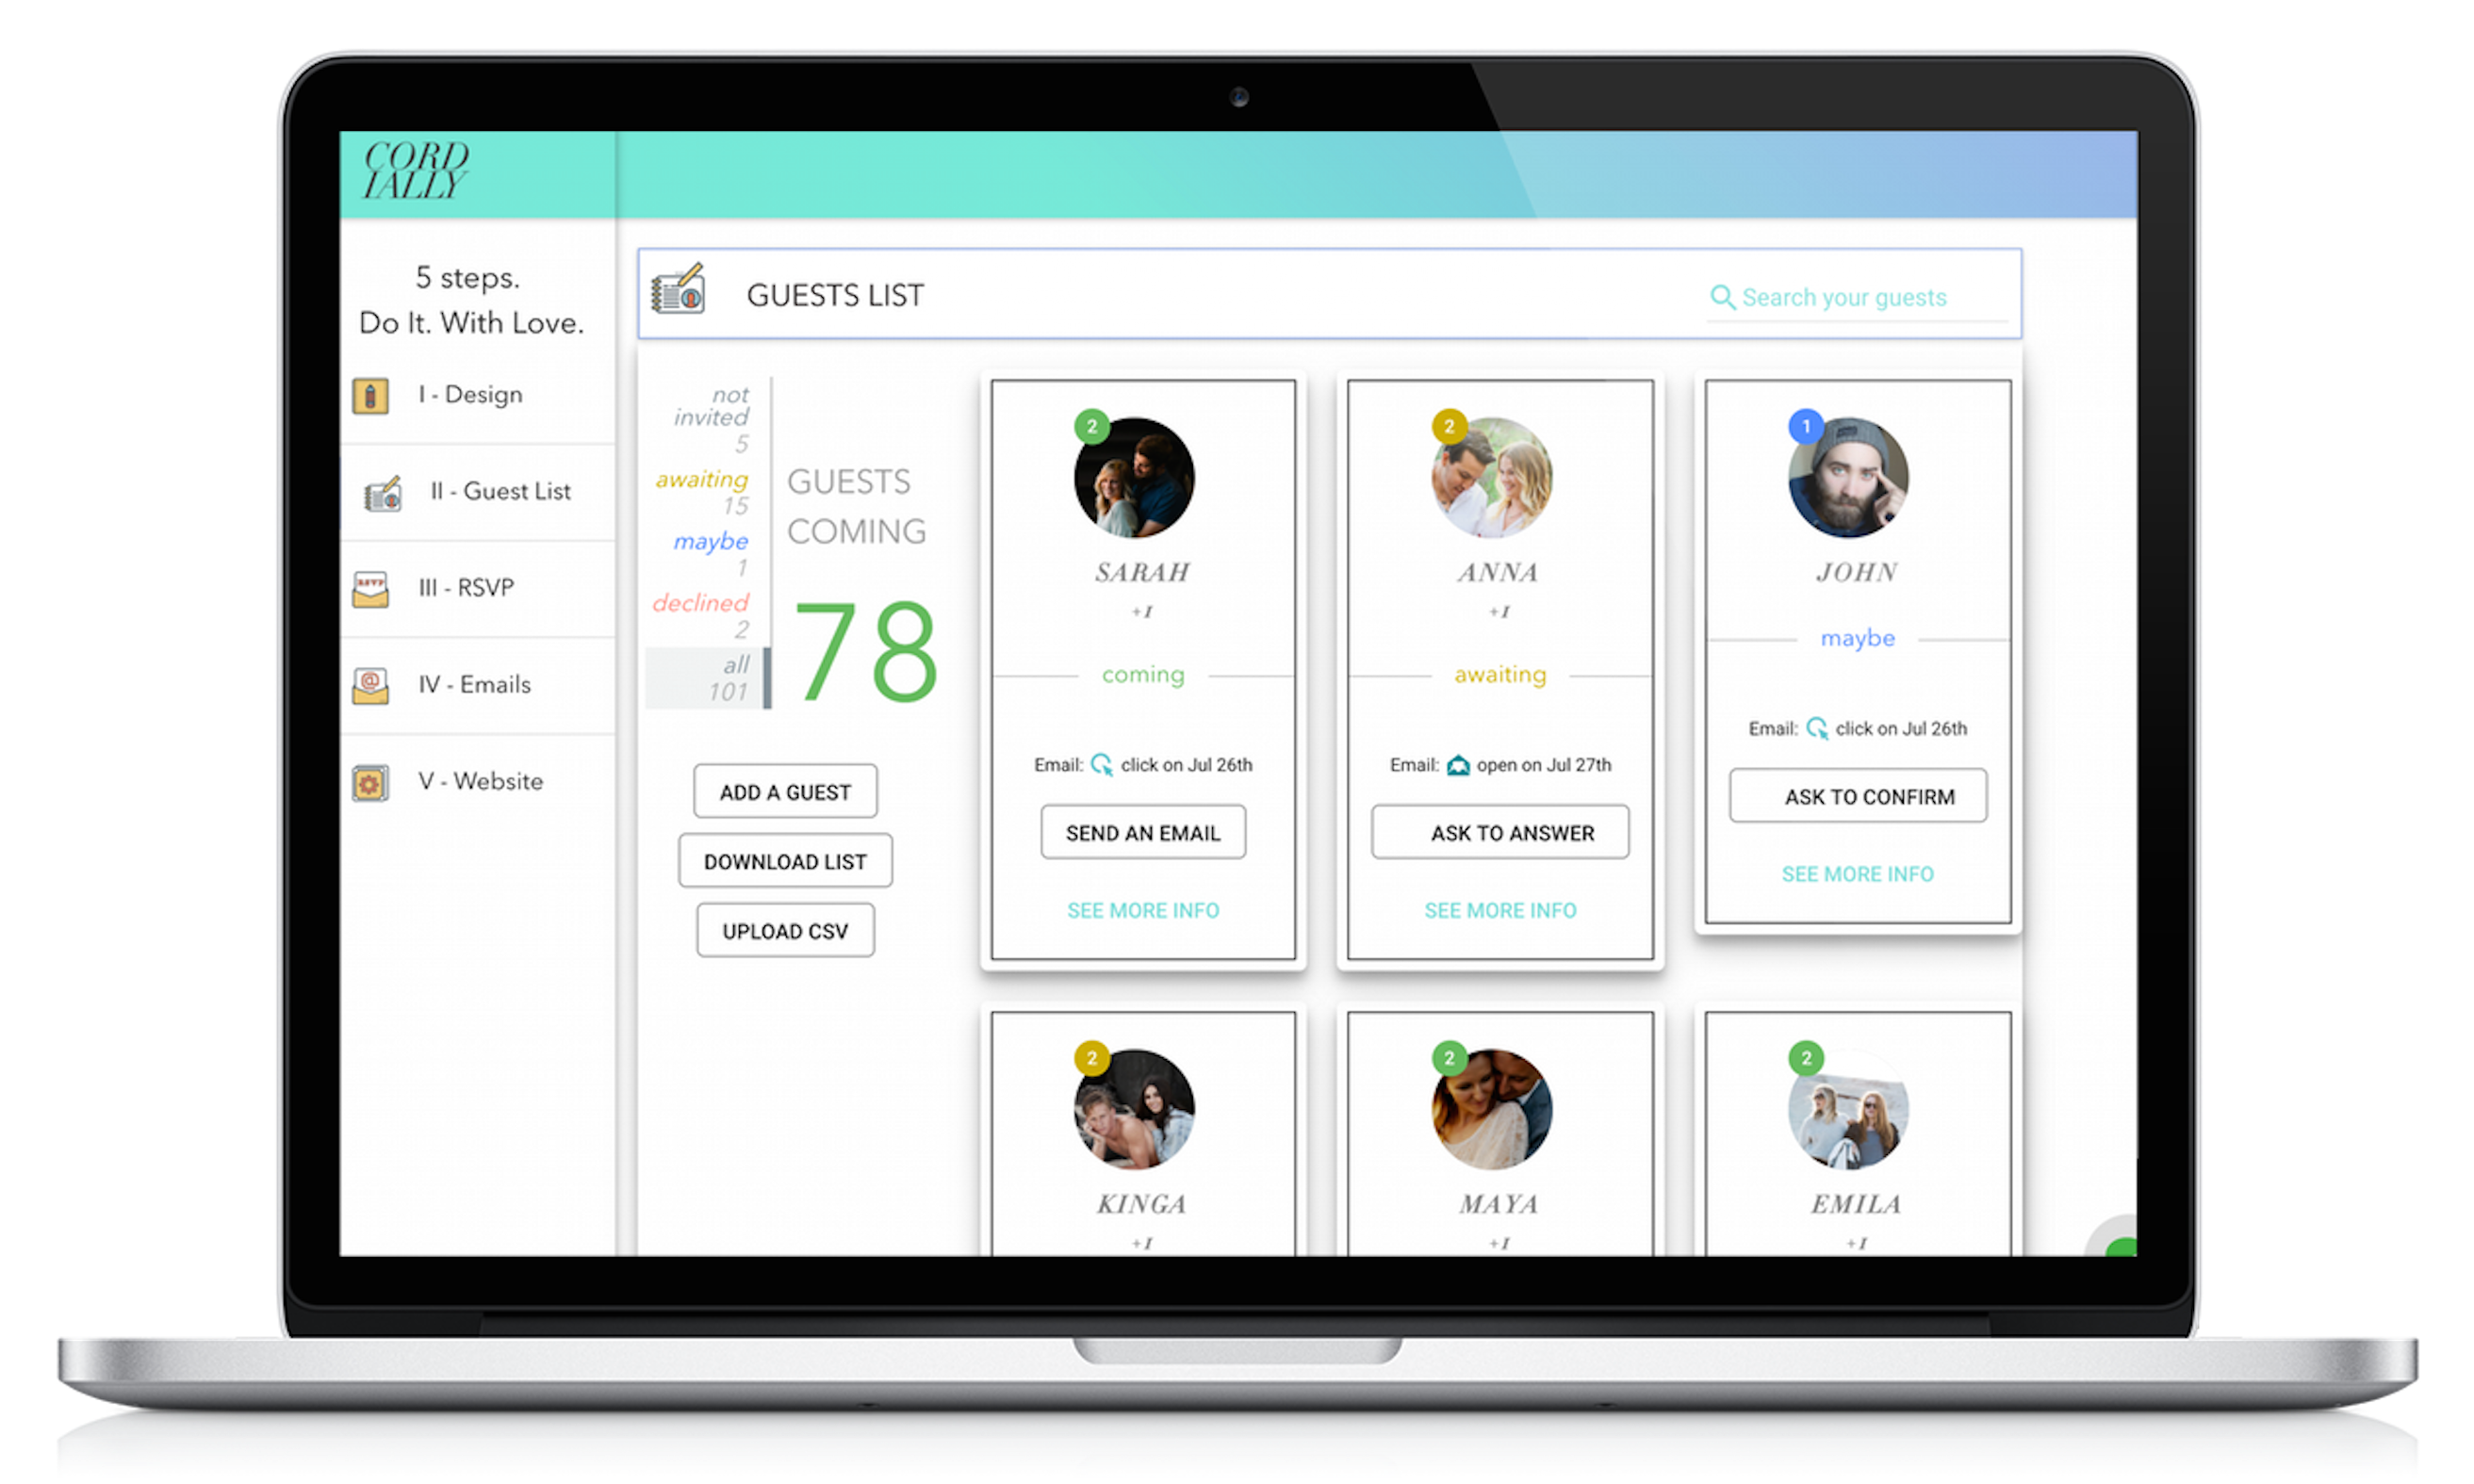 CORD
IALLY
5 steps.
Do It. With Love.
I - Design
II - Guest List
III - RSVP
IV - Emails
V - Website
GUESTS LIST
Search your guests
not
invited
5
awaiting
15
maybe
1
declined
2
all
101
GUESTS
COMING
78
ADD A GUEST
DOWNLOAD LIST
UPLOAD CSV
2
SARAH
+1
coming
Email: click on Jul 26th
SEND AN EMAIL
SEE MORE INFO
2
ANNA
+1
awaiting
Email: open on Jul 27th
ASK TO ANSWER
SEE MORE INFO
1
JOHN
maybe
Email: click on Jul 26th
ASK TO CONFIRM
SEE MORE INFO
2
KINGA
+1
2
MAYA
+1
2
EMILA
+1
RSVP
@